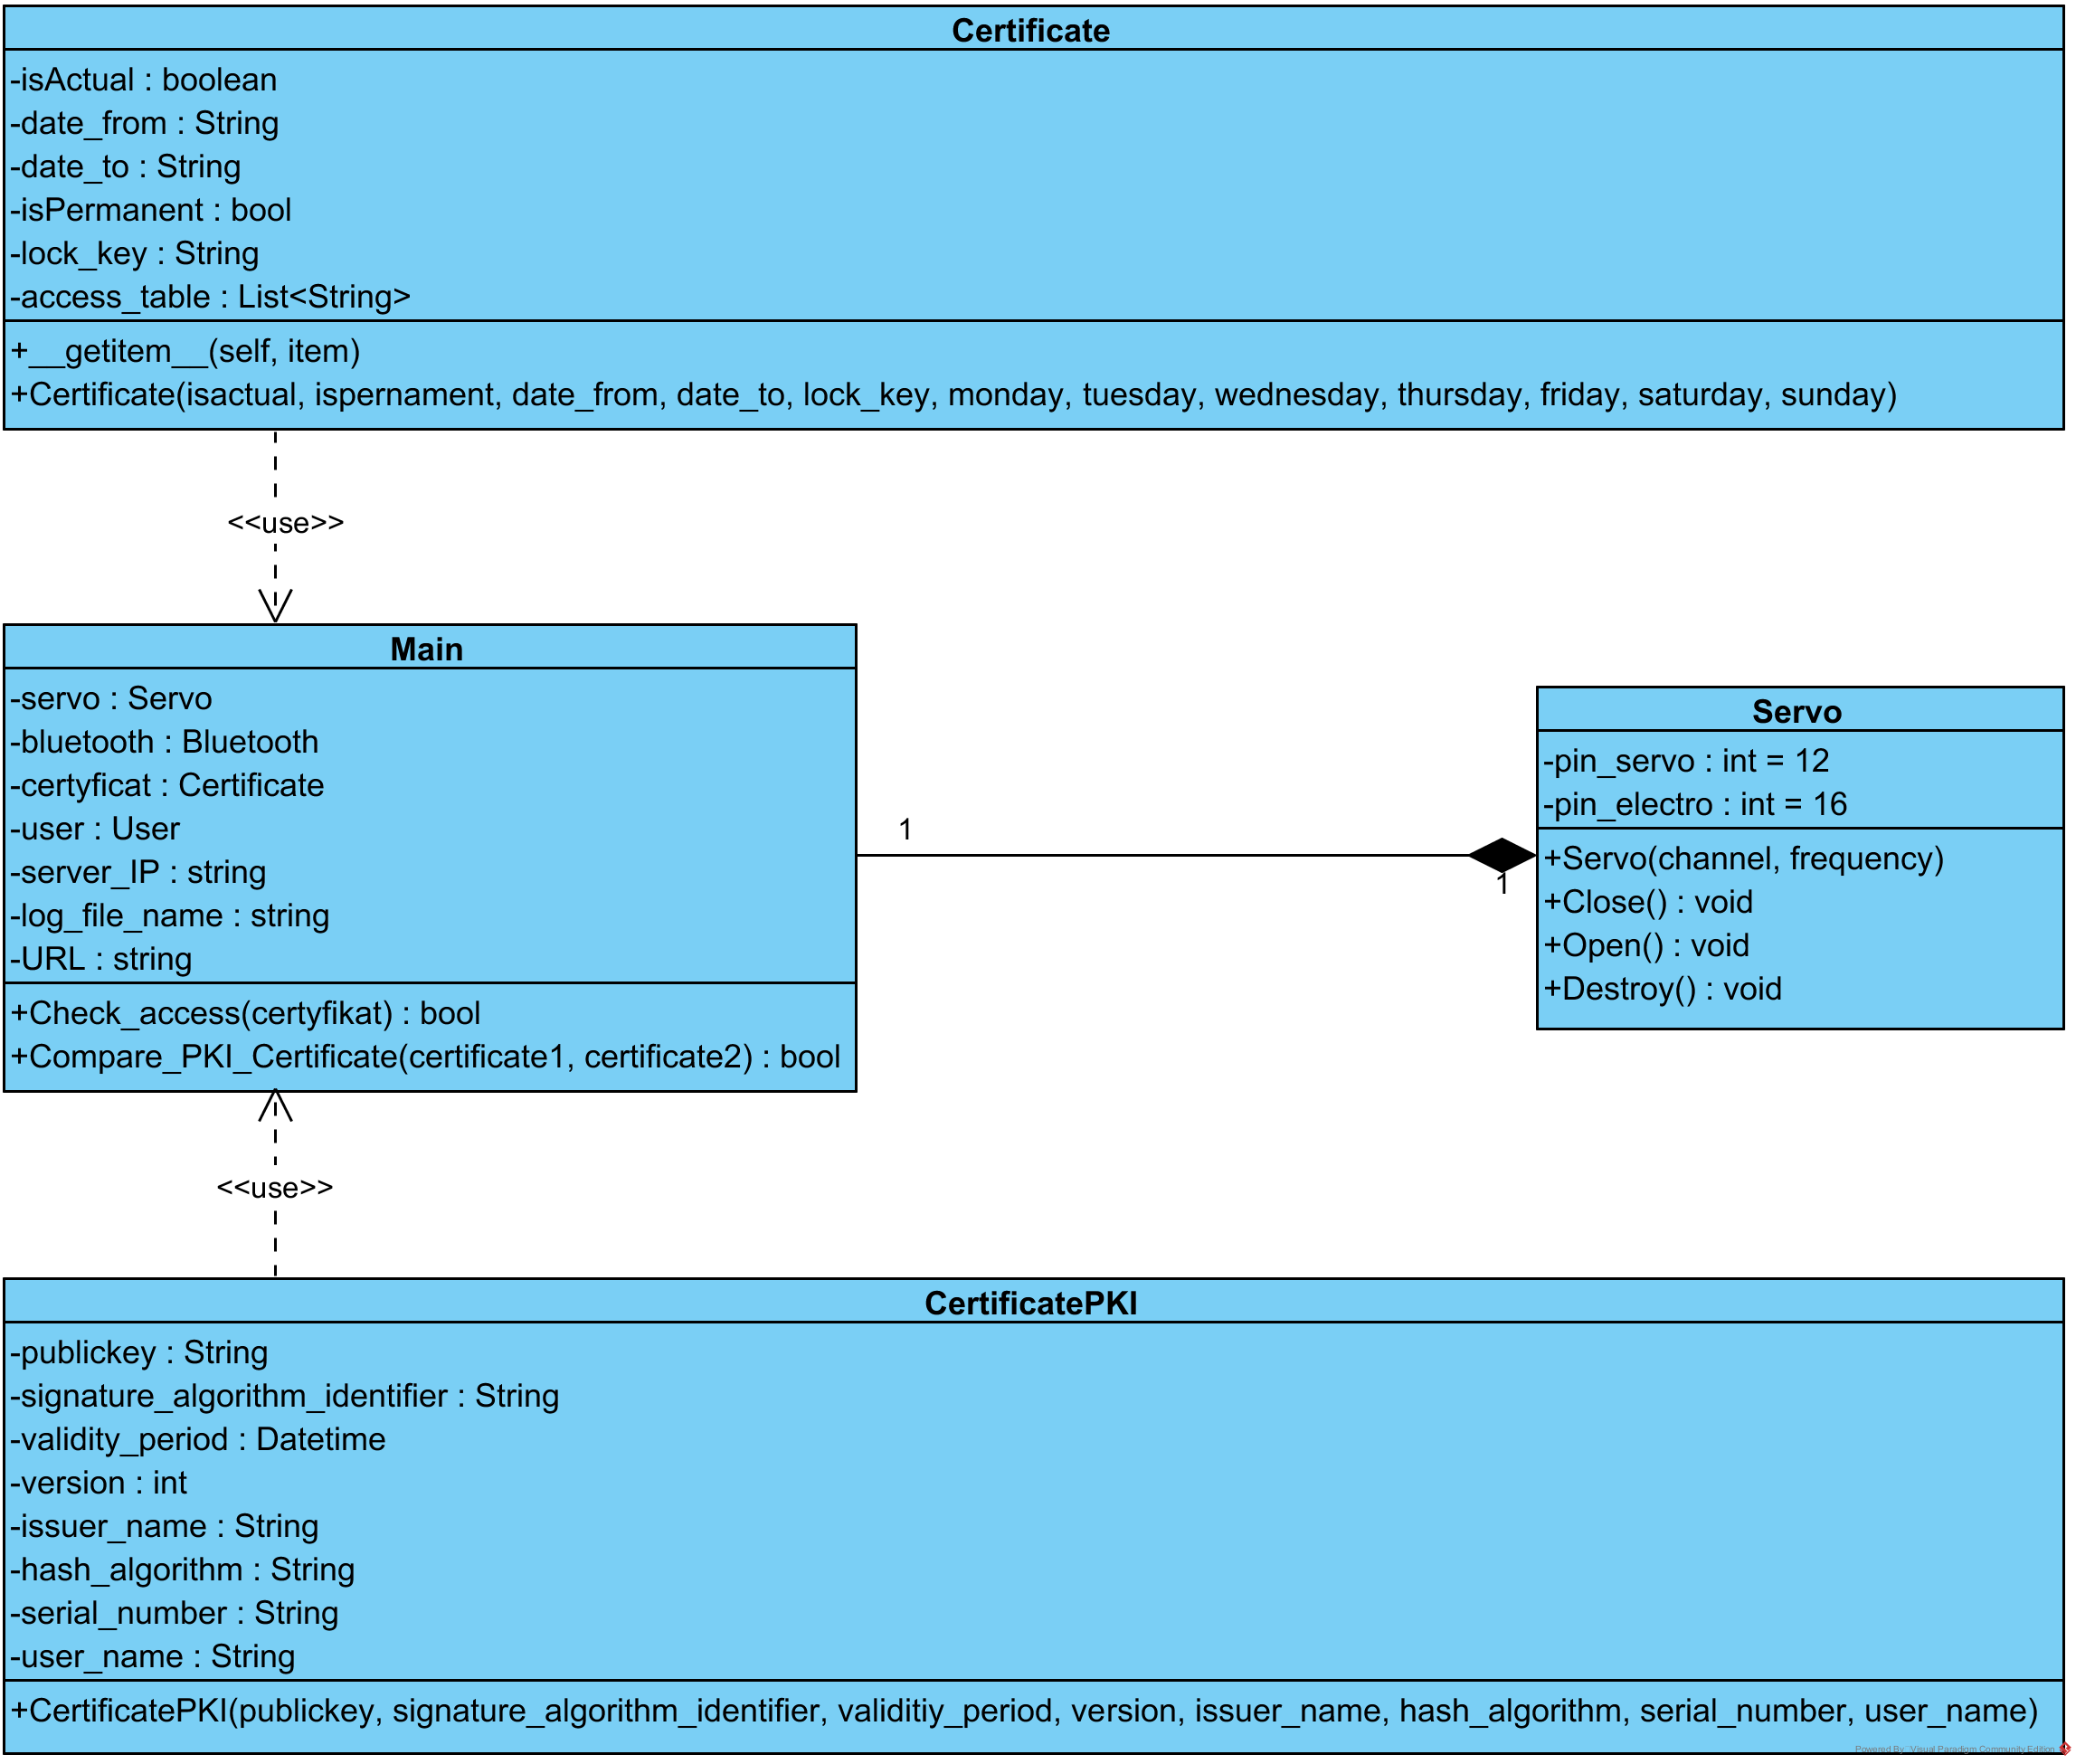 Certificate
-isActual : boolean
-date_from : String
-date_to : String
-isPermanent : bool
-lock_key : String
-access_table : List<String>
+__getitem__(self, item)
+Certificate(isactual, ispernament, date_from, date_to, lock_key, monday, tuesday, wednesday, thursday, friday, saturday, sunday)
<<use>>
Main
-servo : Servo
-bluetooth : Bluetooth
-certyficat : Certificate
-user : User
-server_IP : string
-log_file_name : string
-URL : string
+Check_access(certyfikat) : bool
+Compare_PKI_Certificate(certificate1, certificate2) : bool
1
1
Servo
-pin_servo : int = 12
-pin_electro : int = 16
+Servo(channel, frequency)
+Close() : void
+Open() : void
+Destroy() : void
<<use>>
CertificatePKI
-publickey : String
-signature_algorithm_identifier : String
-validity_period : Datetime
-version : int
-issuer_name : String
-hash_algorithm : String
-serial_number : String
-user_name : String
+CertificatePKI(publickey, signature_algorithm_identifier, validitiy_period, version, issuer_name, hash_algorithm, serial_number, user_name)
Powered By Visual Paradigm Community Edition